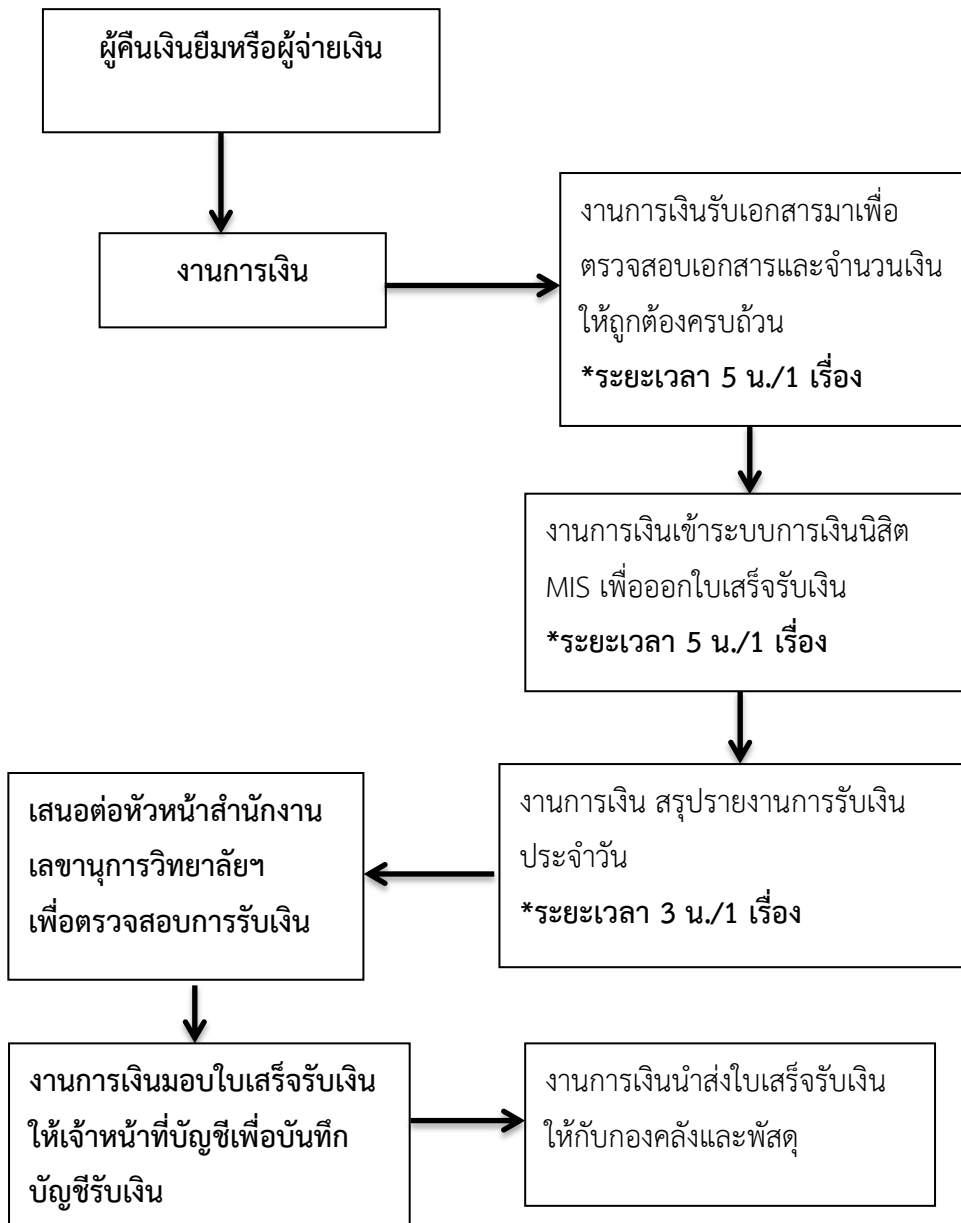 ผู้คืนเงินยืมหรือผู้จ่ายเงิน
งานการเงิน
งานการเงินรับเอกสารมาเพื่อ
ตรวจสอบเอกสารและจำนวนเงิน
ให้ถูกต้องครบถ้วน
*ระยะเวลา 5 น./1 เรื่อง
งานการเงินเข้าระบบการเงินนิสิต
MIS เพื่อออกใบเสร็จรับเงิน
*ระยะเวลา 5 น./1 เรื่อง
งานการเงิน สรุปรายงานการรับเงิน
ประจำวัน
*ระยะเวลา 3 น./1 เรื่อง
เสนอต่อหัวหน้าสำนักงาน
เลขานุการวิทยาลัยฯ
เพื่อตรวจสอบการรับเงิน
งานการเงินมอบใบเสร็จรับเงิน
ให้เจ้าหน้าที่บัญชีเพื่อบันทึก
บัญชีรับเงิน
งานการเงินนำส่งใบเสร็จรับเงิน
ให้กับกองคลังและพัสดุ